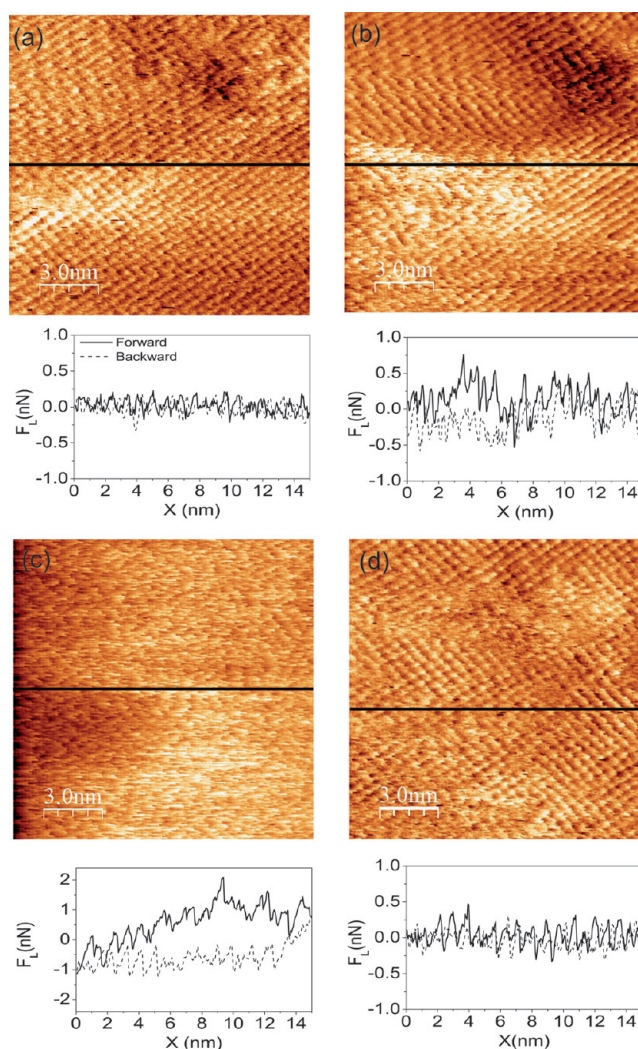 (a)
3.0nm
1.0
0.5
0.0
-0.5
-1.0
F_L(nN)
Forward
Backward
0 2 4 6 8 10 12 14
X (nm)
(b)
3.0nm
1.0
0.5
0.0
-0.5
-1.0
F_L(nN)
0 2 4 6 8 10 12 14
X (nm)
(c)
3.0nm
2
1
0
-1
-2
F_L(nN)
0 2 4 6 8 10 12 14
X (nm)
(d)
3.0nm
1.0
0.5
0.0
-0.5
-1.0
F_L(nN)
0 2 4 6 8 10 12 14
X(nm)